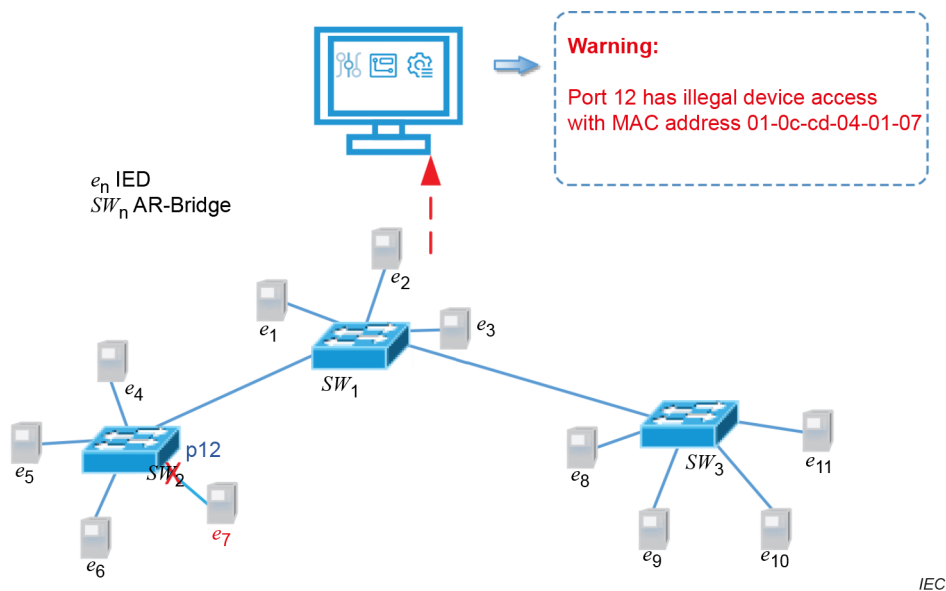 Warning:
Port 12 has illegal device access
with MAC address 01-0c-cd-04-01-07
en IED
SWn AR-Bridge
e2
e1
e3
SW1
e4
p12
e5
SW2
e7
e6
e8
SW3
e11
e9
e10
IEC